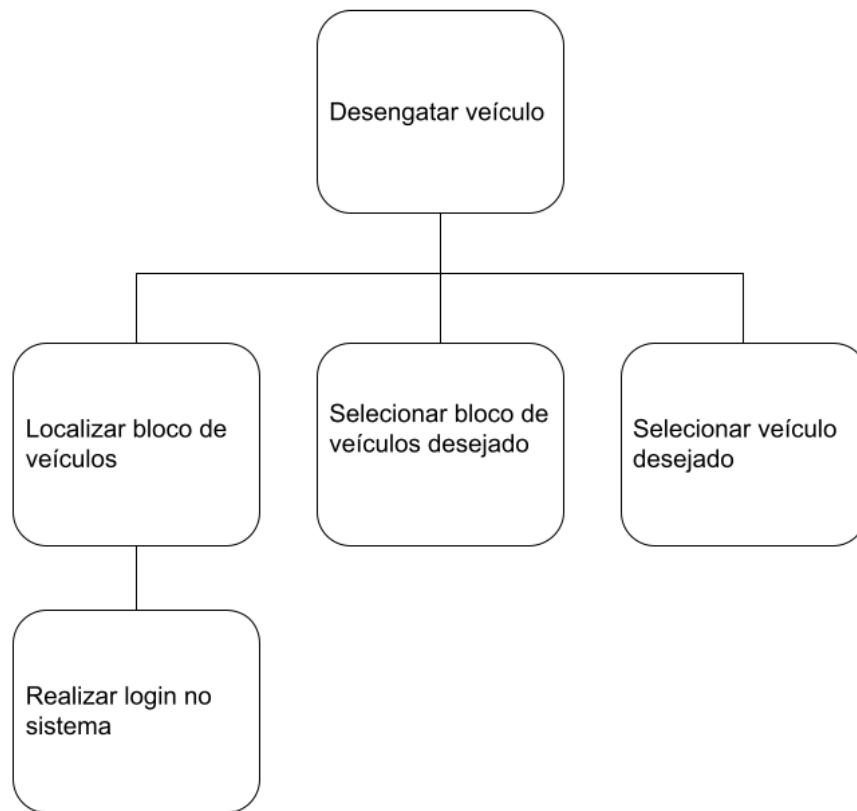 Desengatar veículo
Localizar bloco de
veículos
Selecionar bloco de
veículos desejado
Selecionar veículo
desejado
Realizar login no
sistema